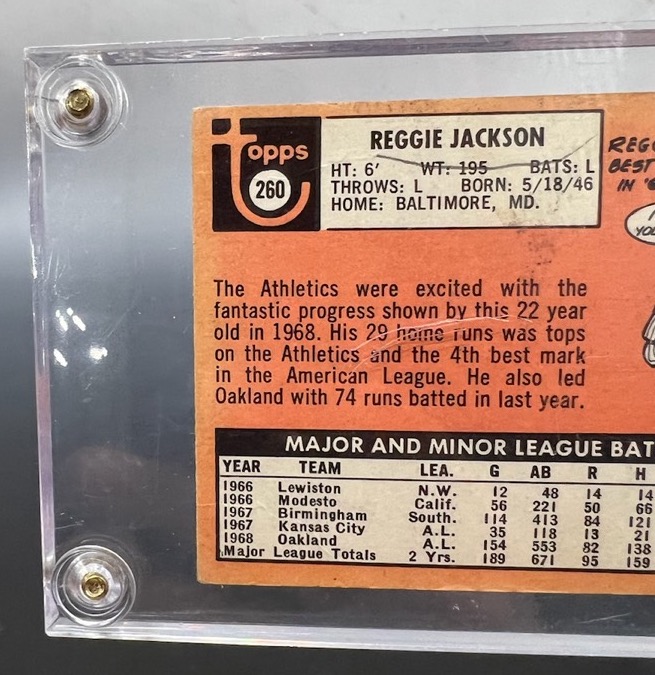 topps
260
REGGIE JACKSON
HT: 6' WT: 195 BATS: L
THROWS: L BORN: 5/18/46
HOME: BALTIMORE, MD.
BEST
IN '6
The Athletics were excited with the
fantastic progress shown by this 22 year
old in 1968. His 29 home runs was tops
on the Athletics and the 4th best mark
in the American League. He also led
Oakland with 74 runs batted in last year.
MAJOR AND MINOR LEAGUE BAT
YEAR TEAM LEA. G AB R H
1966 Lewiston N.W. 12 48 14 14
1966 Modesto Calif. 56 221 50 66
1967 Birmingham South. 114 413 84 121
1967 Kansas City A.L. 35 118 13 21
1968 Oakland A.L. 154 553 82 138
Major League Totals 2 Yrs. 189 671 95 159